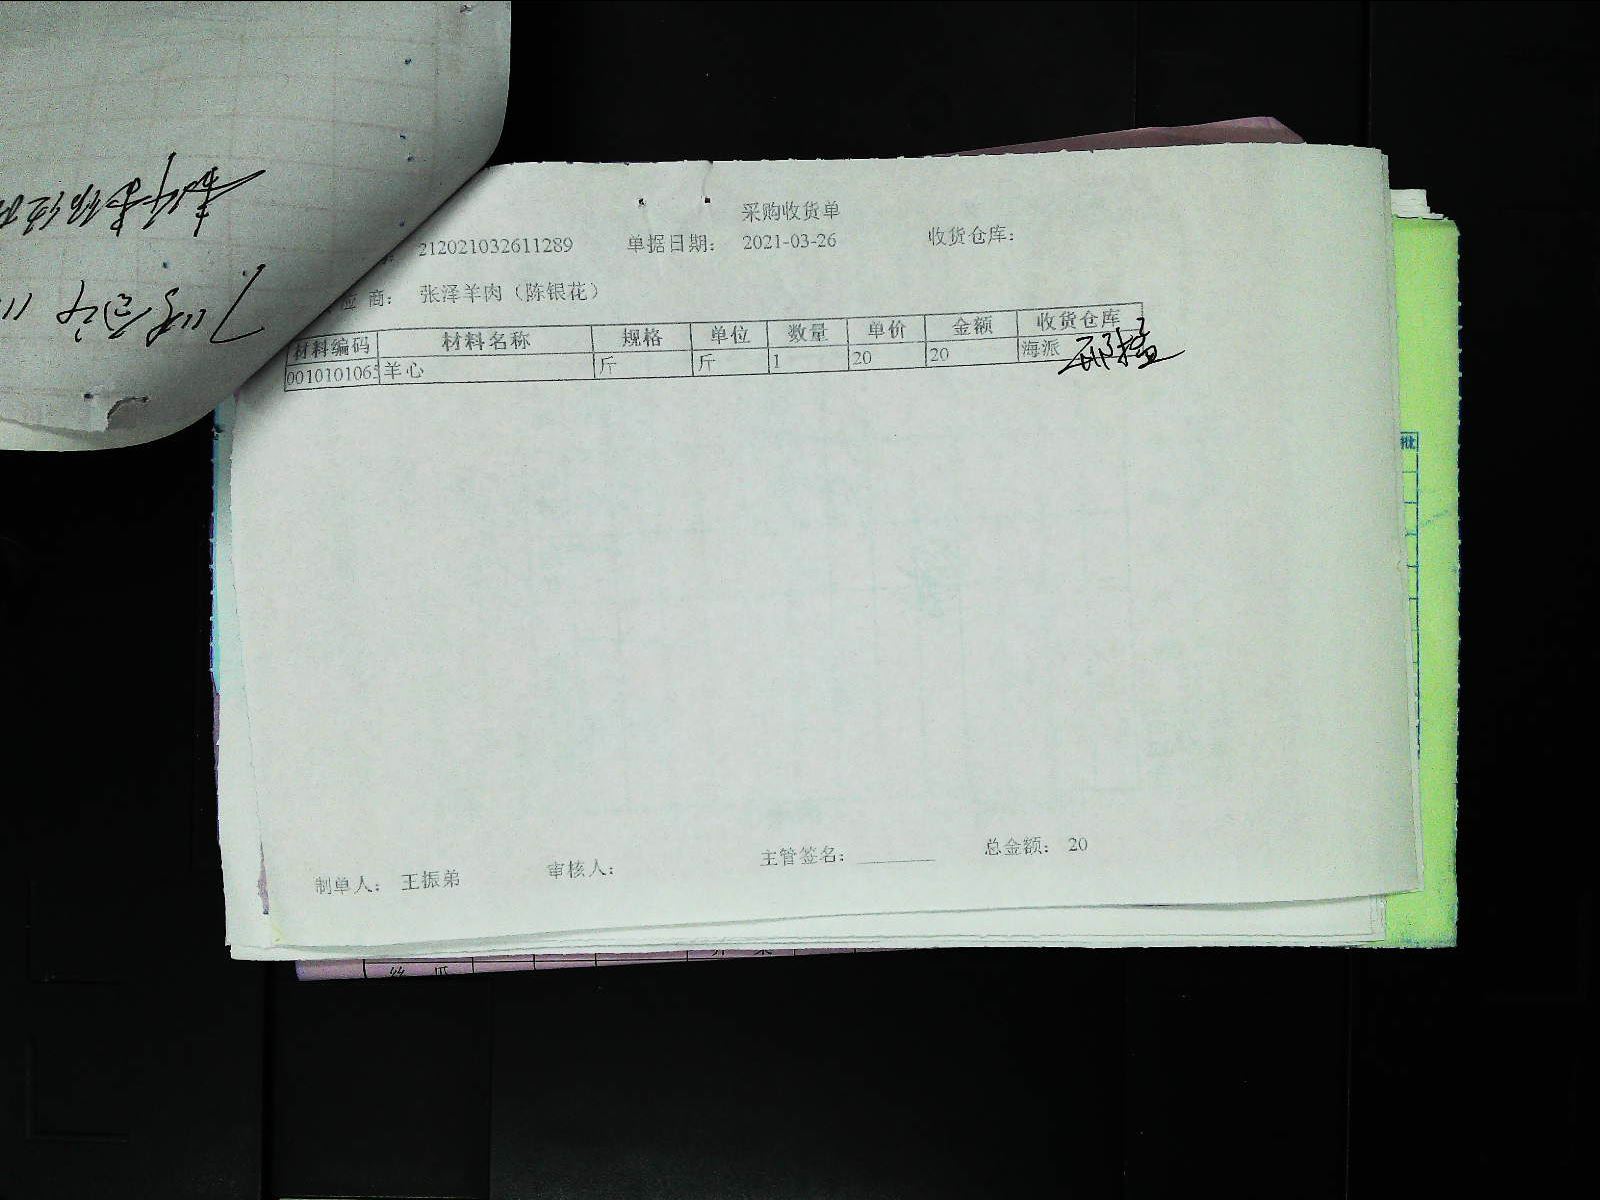 采购收货单
212021032611289 单据日期： 2021-03-26 收货仓库：
应 商： 张泽羊肉（陈银花）
材料编码 材料名称 规格 单位 数量 单价 金额 收货仓库
001010106 羊心 斤 斤 1 20 20 海派
制单人： 王振弟 审核人： 主管签名： 总金额： 20